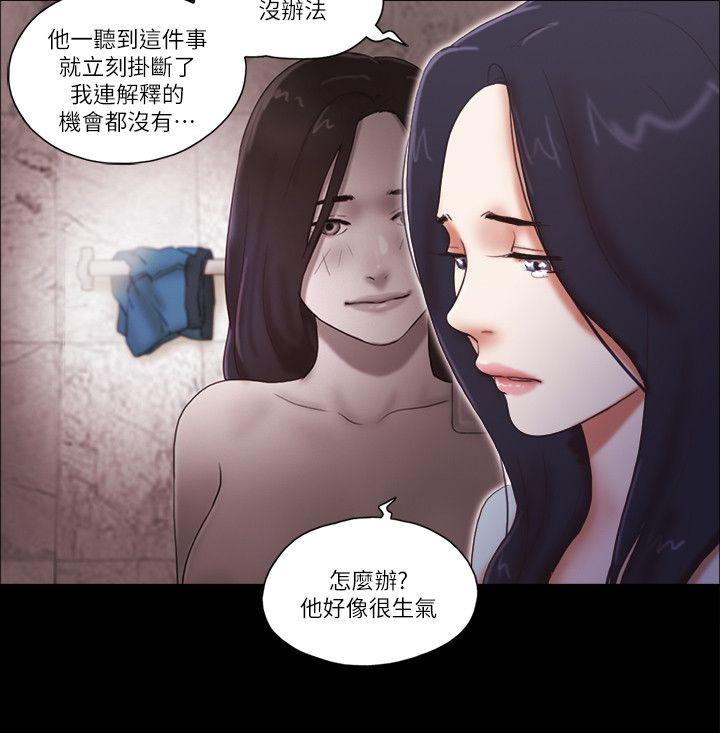 沒辦法
他一聽到這件事
就立刻掛斷了
我連解釋的
機會都沒有⋯
怎麼辦?
他好像很生氣